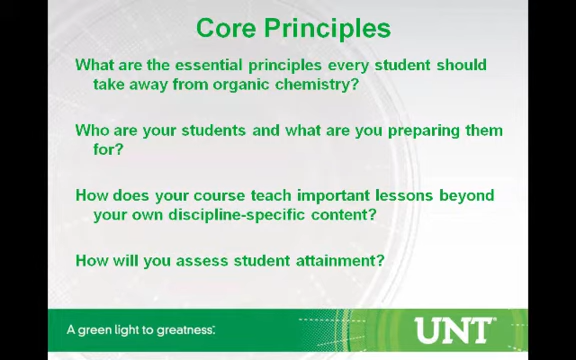 Core Principles
What are the essential principles every student should
take away from organic chemistry?
Who are your students and what are you preparing them
for?
How does your course teach important lessons beyond
your own discipline-specific content?
How will you assess student attainment?
A green light to greatness.
UNT